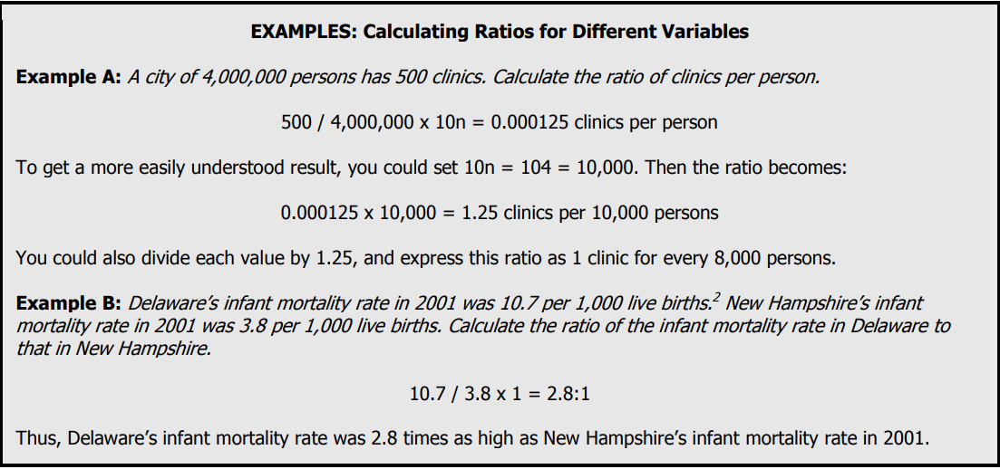 EXAMPLES: Calculating Ratios for Different Variables
Example A: A city of 4,000,000 persons has 500 clinics. Calculate the ratio of clinics per person.
500 / 4,000,000 x 10n = 0.000125 clinics per person
To get a more easily understood result, you could set 10n = 104 = 10,000. Then the ratio becomes:
0.000125 x 10,000 = 1.25 clinics per 10,000 persons
You could also divide each value by 1.25, and express this ratio as 1 clinic for every 8,000 persons.
Example B: Delaware’s infant mortality rate in 2001 was 10.7 per 1,000 live births.2 New Hampshire’s infant
mortality rate in 2001 was 3.8 per 1,000 live births. Calculate the ratio of the infant mortality rate in Delaware to
that in New Hampshire.
10.7 / 3.8 x 1 = 2.8:1
Thus, Delaware’s infant mortality rate was 2.8 times as high as New Hampshire’s infant mortality rate in 2001.